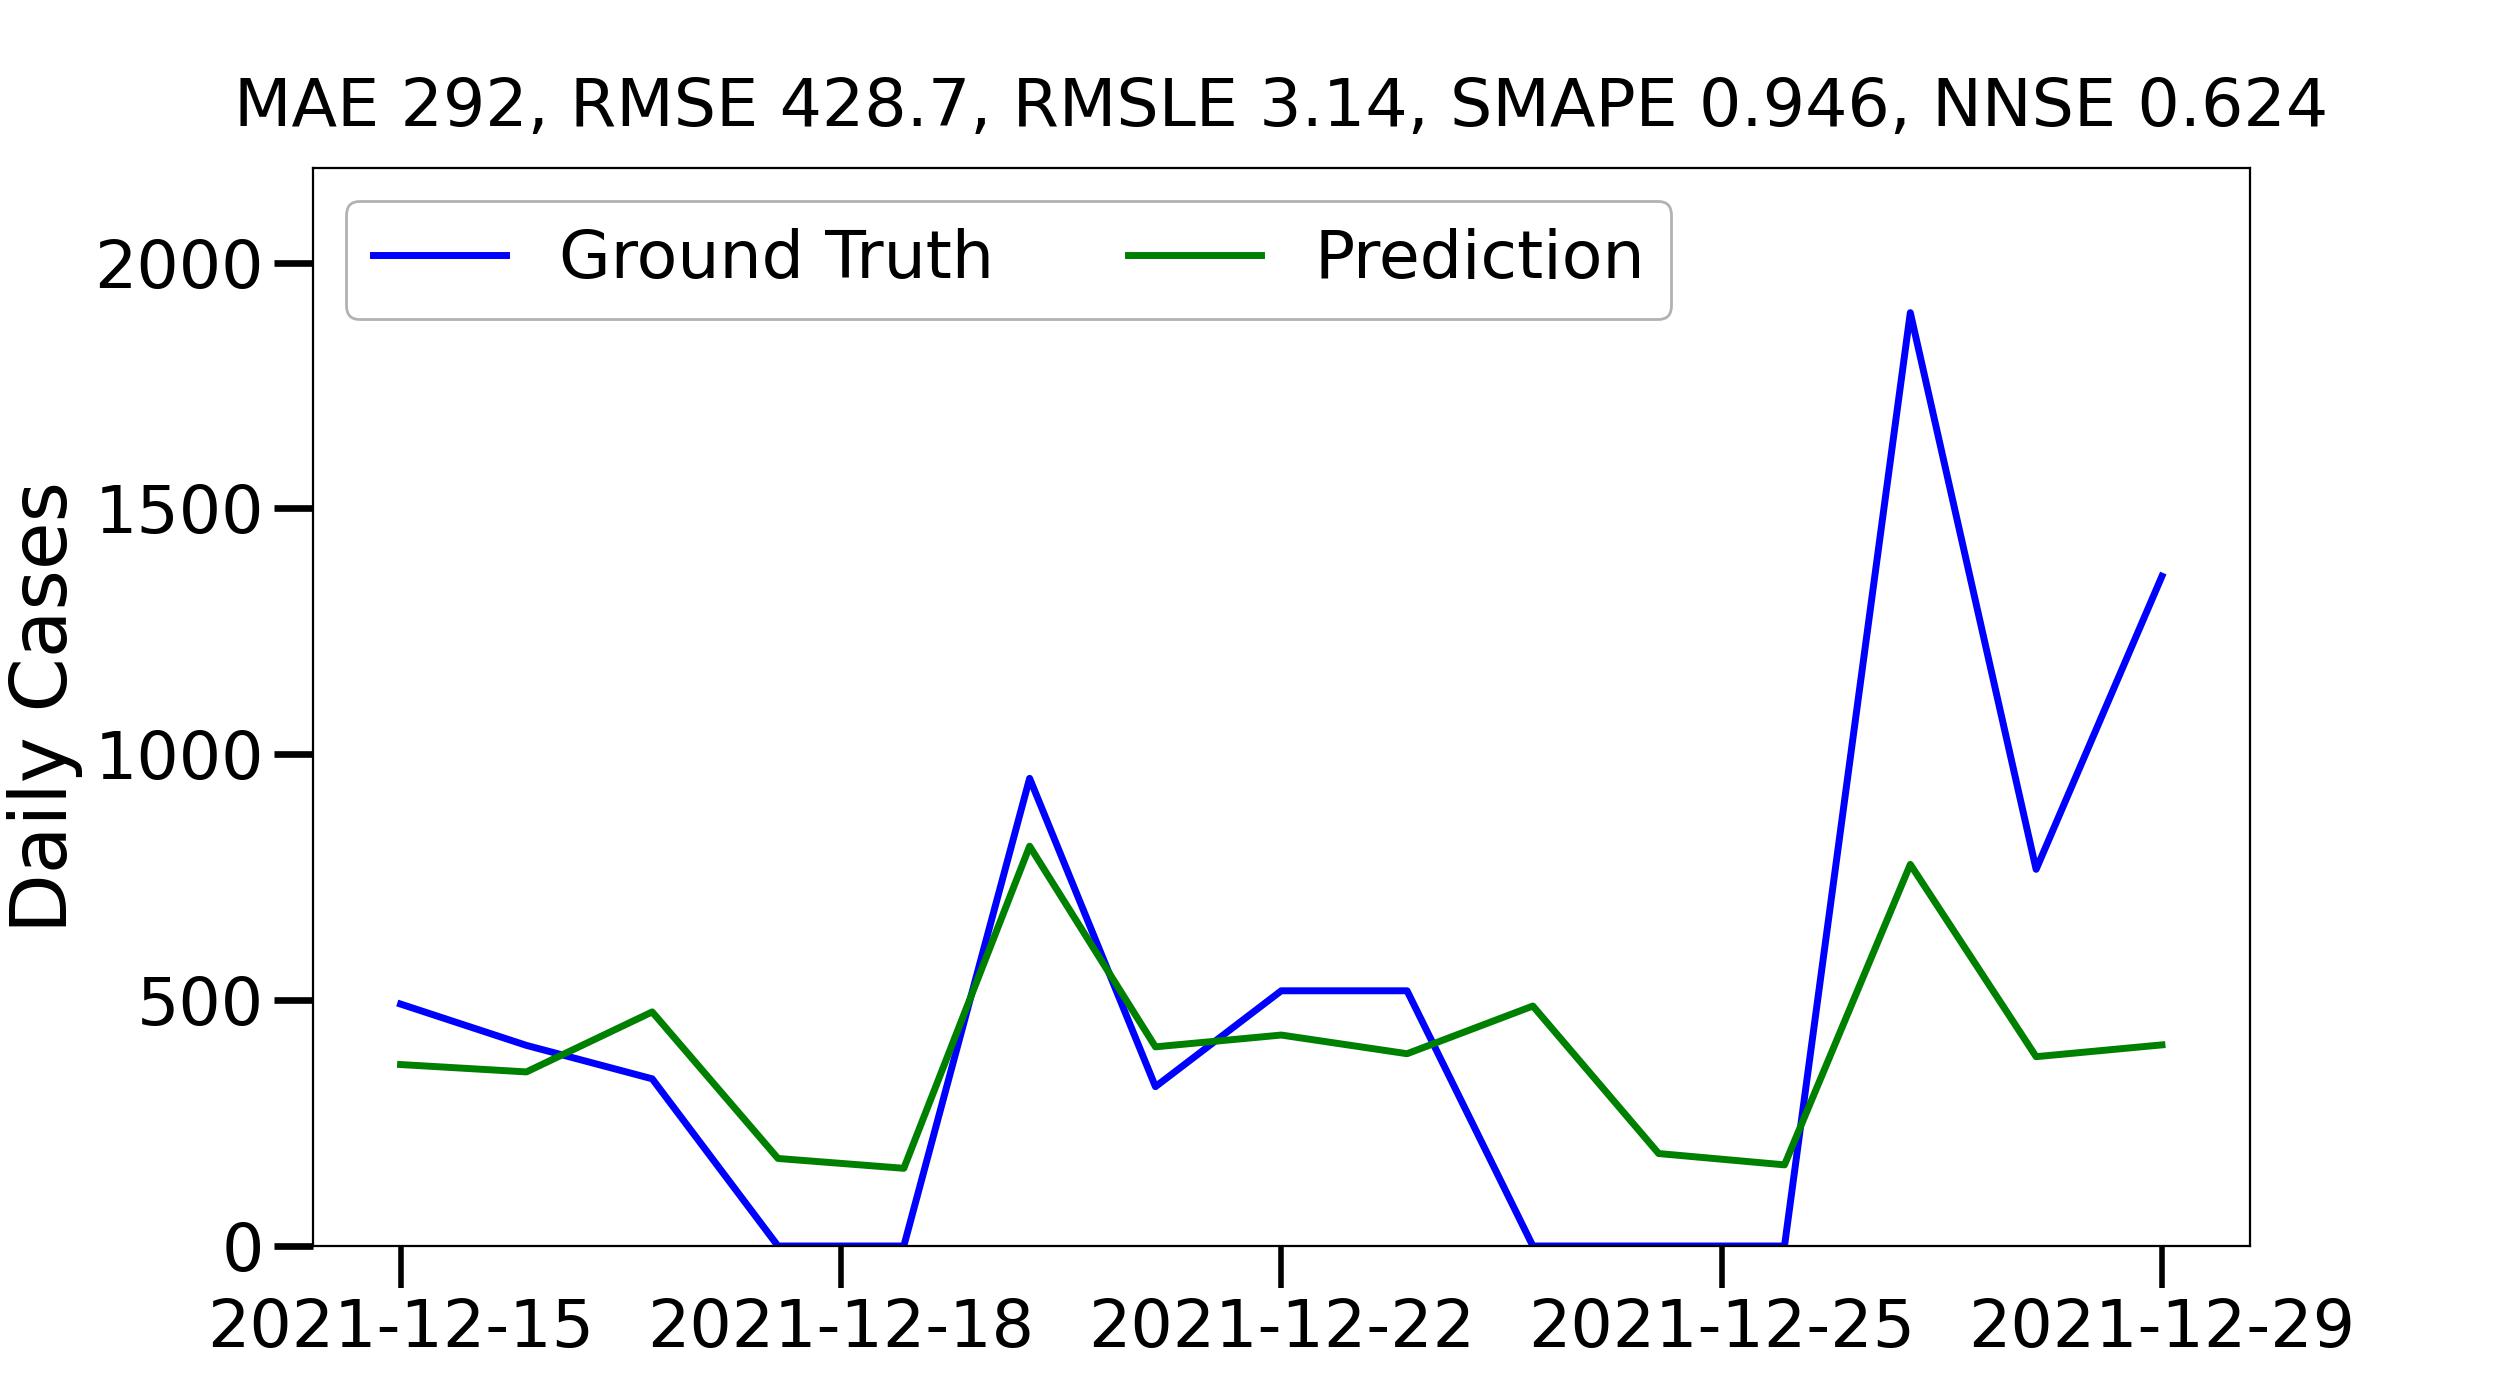 MAE 292, RMSE 428.7, RMSLE 3.14, SMAPE 0.946, NNSE 0.624
Ground Truth Prediction
Daily Cases
2000
1500
1000
500
0
2021-12-15 2021-12-18 2021-12-22 2021-12-25 2021-12-29